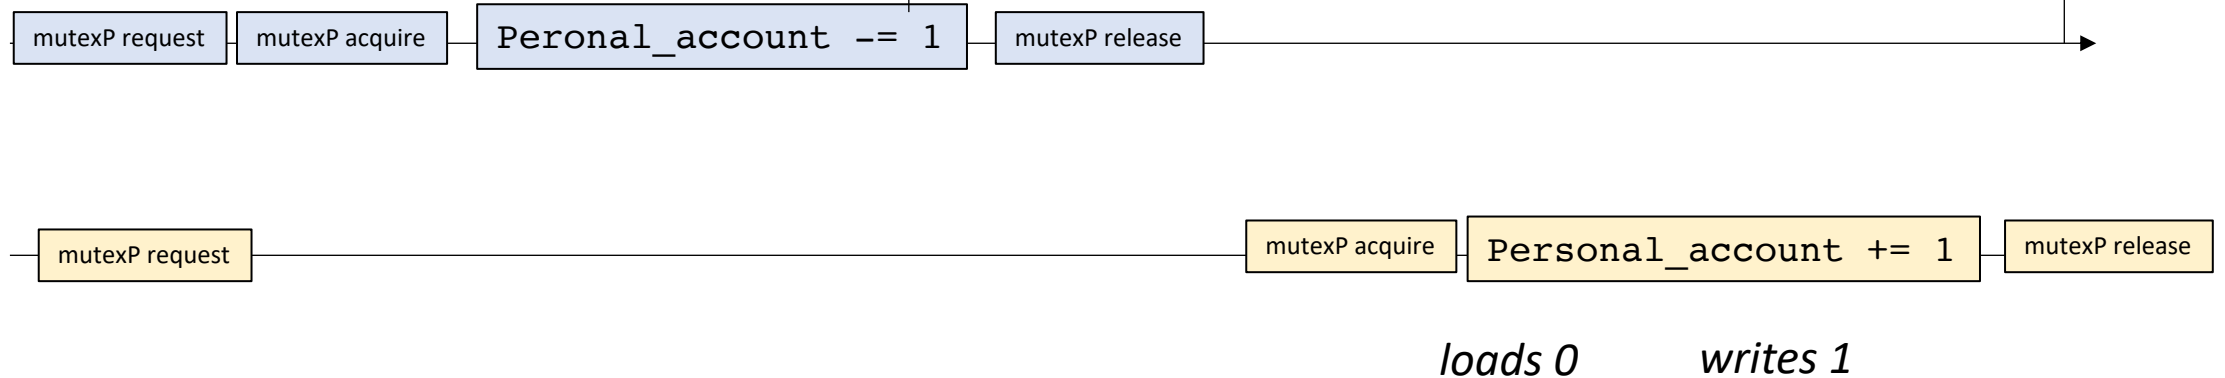 mutexP request mutexP acquire Peronal_account -= 1 mutexP release
mutexP request mutexP acquire Personal_account += 1 mutexP release
loads 0 writes 1